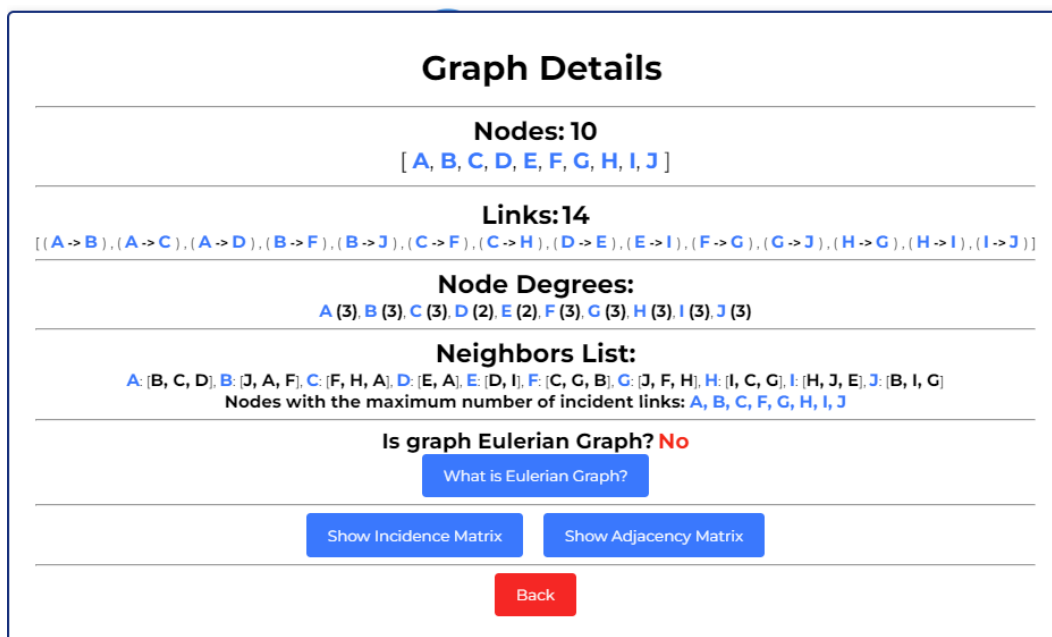 Graph Details
Nodes: 10
[ A, B, C, D, E, F, G, H, I, J ]
Links: 14
[ ( A -> B ) , ( A -> C ) , ( A -> D ) , ( B -> F ) , ( B -> J ) , ( C -> F ) , ( C -> H ) , ( D -> E ) , ( E -> I ) , ( F -> G ) , ( G -> J ) , ( H -> G ) , ( H -> I ) , ( I -> J ) ]
Node Degrees:
A (3), B (3), C (3), D (2), E (2), F (3), G (3), H (3), I (3), J (3)
Neighbors List:
A: [B, C, D], B: [J, A, F], C: [F, H, A], D: [E, A], E: [D, I], F: [C, G, B], G: [J, F, H], H: [I, C, G], I: [H, J, E], J: [B, I, G]
Nodes with the maximum number of incident links: A, B, C, F, G, H, I, J
Is graph Eulerian Graph? No
What is Eulerian Graph?
Show Incidence Matrix Show Adjacency Matrix
Back